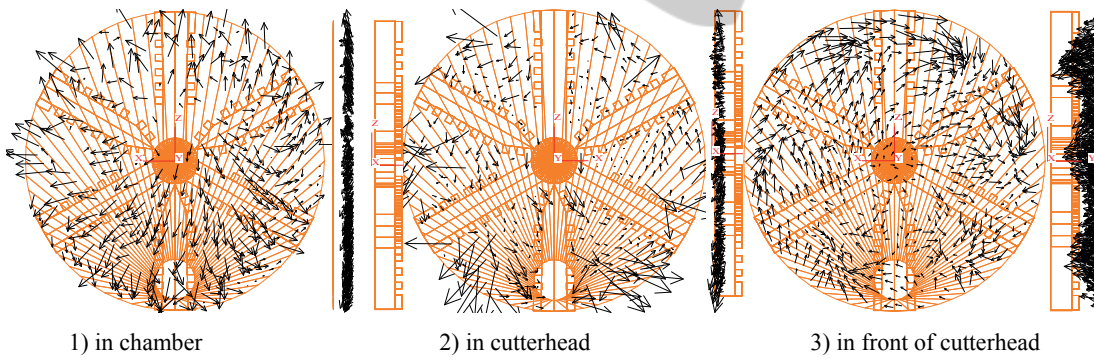 Z
X Y
Z
X
Z
Y X
Z
X
Z
X Y
Z
X Y
1) in chamber
2) in cutterhead
3) in front of cutterhead